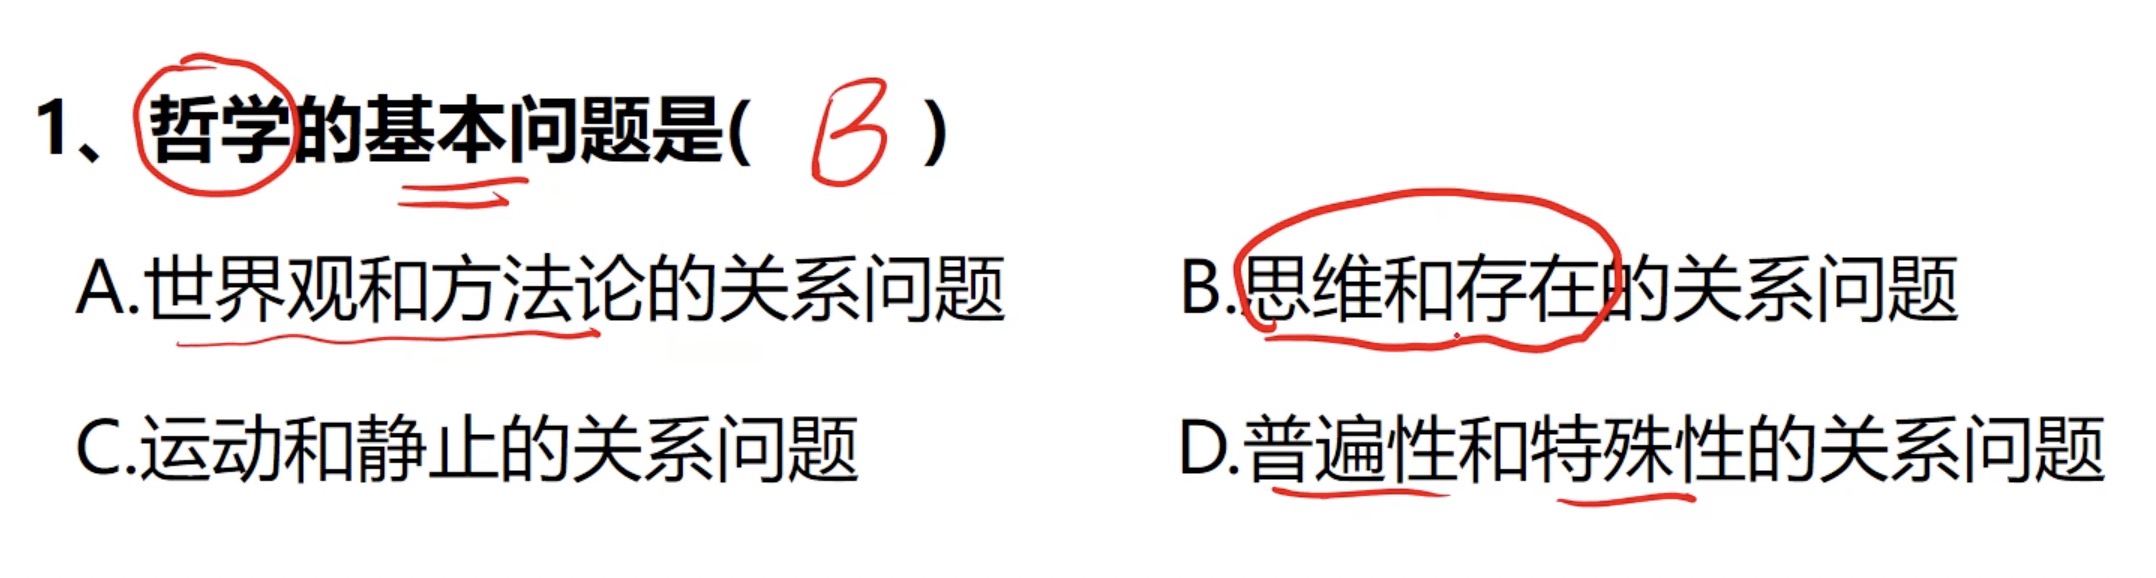 1、哲学的基本问题是( B )
A.世界观和方法论的关系问题 B.思维和存在的关系问题
C.运动和静止的关系问题 D.普遍性和特殊性的关系问题